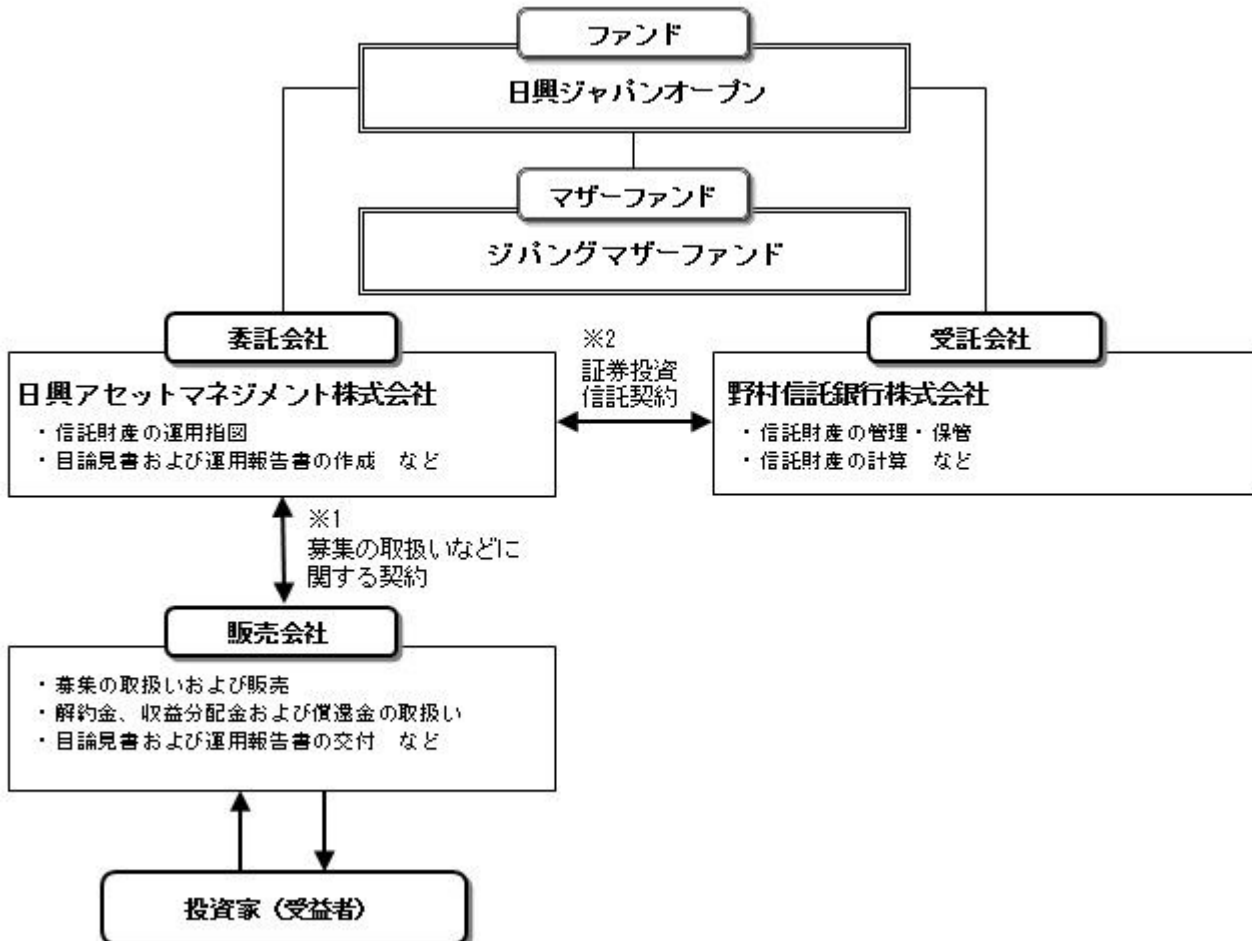 ファンド
日興ジャパンオープン
マザーファンド
ジパングマザーファンド
委託会社
日興アセットマネジメント株式会社
・信託財産の運用指図
・目論見書および運用報告書の作成　など
※2
証券投資
信託契約
受託会社
野村信託銀行株式会社
・信託財産の管理・保管
・信託財産の計算　など
※1
募集の取扱いなどに
関する契約
販売会社
・募集の取扱いおよび販売
・解約金、収益分配金および償還金の取扱い
・目論見書および運用報告書の交付　など
投資家（受益者）